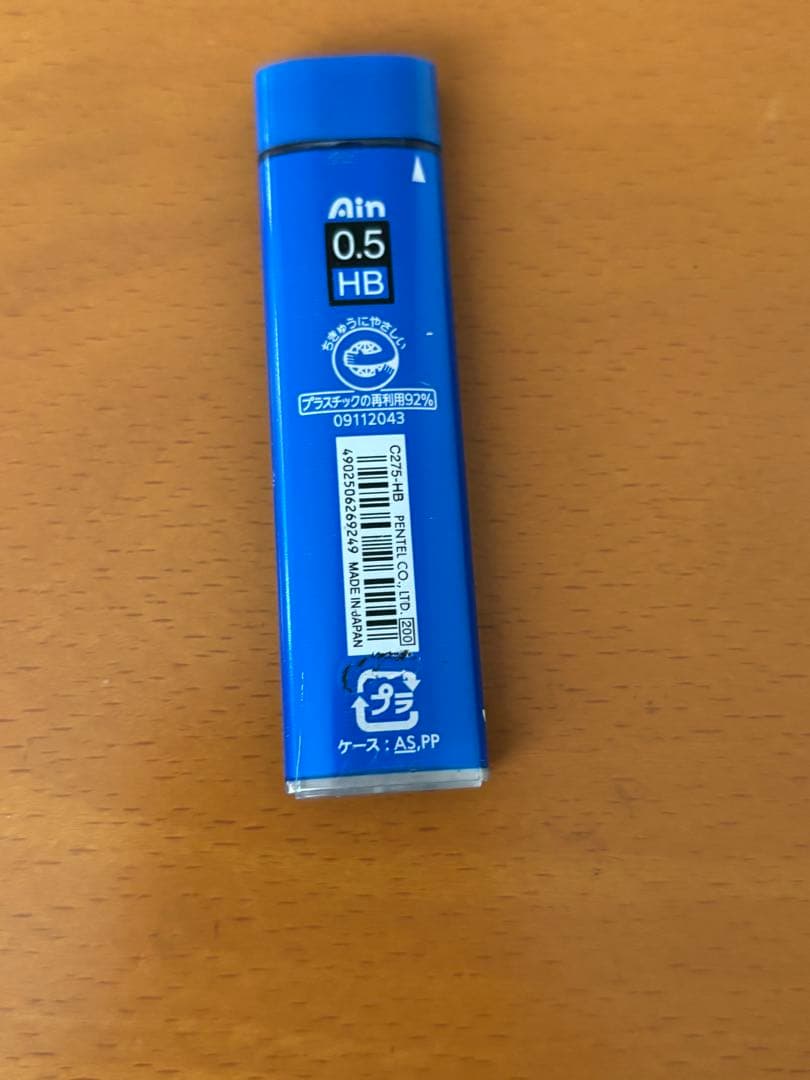 Ain
0.5
HB
ちきゅうにやさしい
プラスチックの再利用92%
09112043
C275-HB PENTEL CO., LTD. 200
4902506269249 MADE IN JAPAN
プラ
ケース：AS,PP